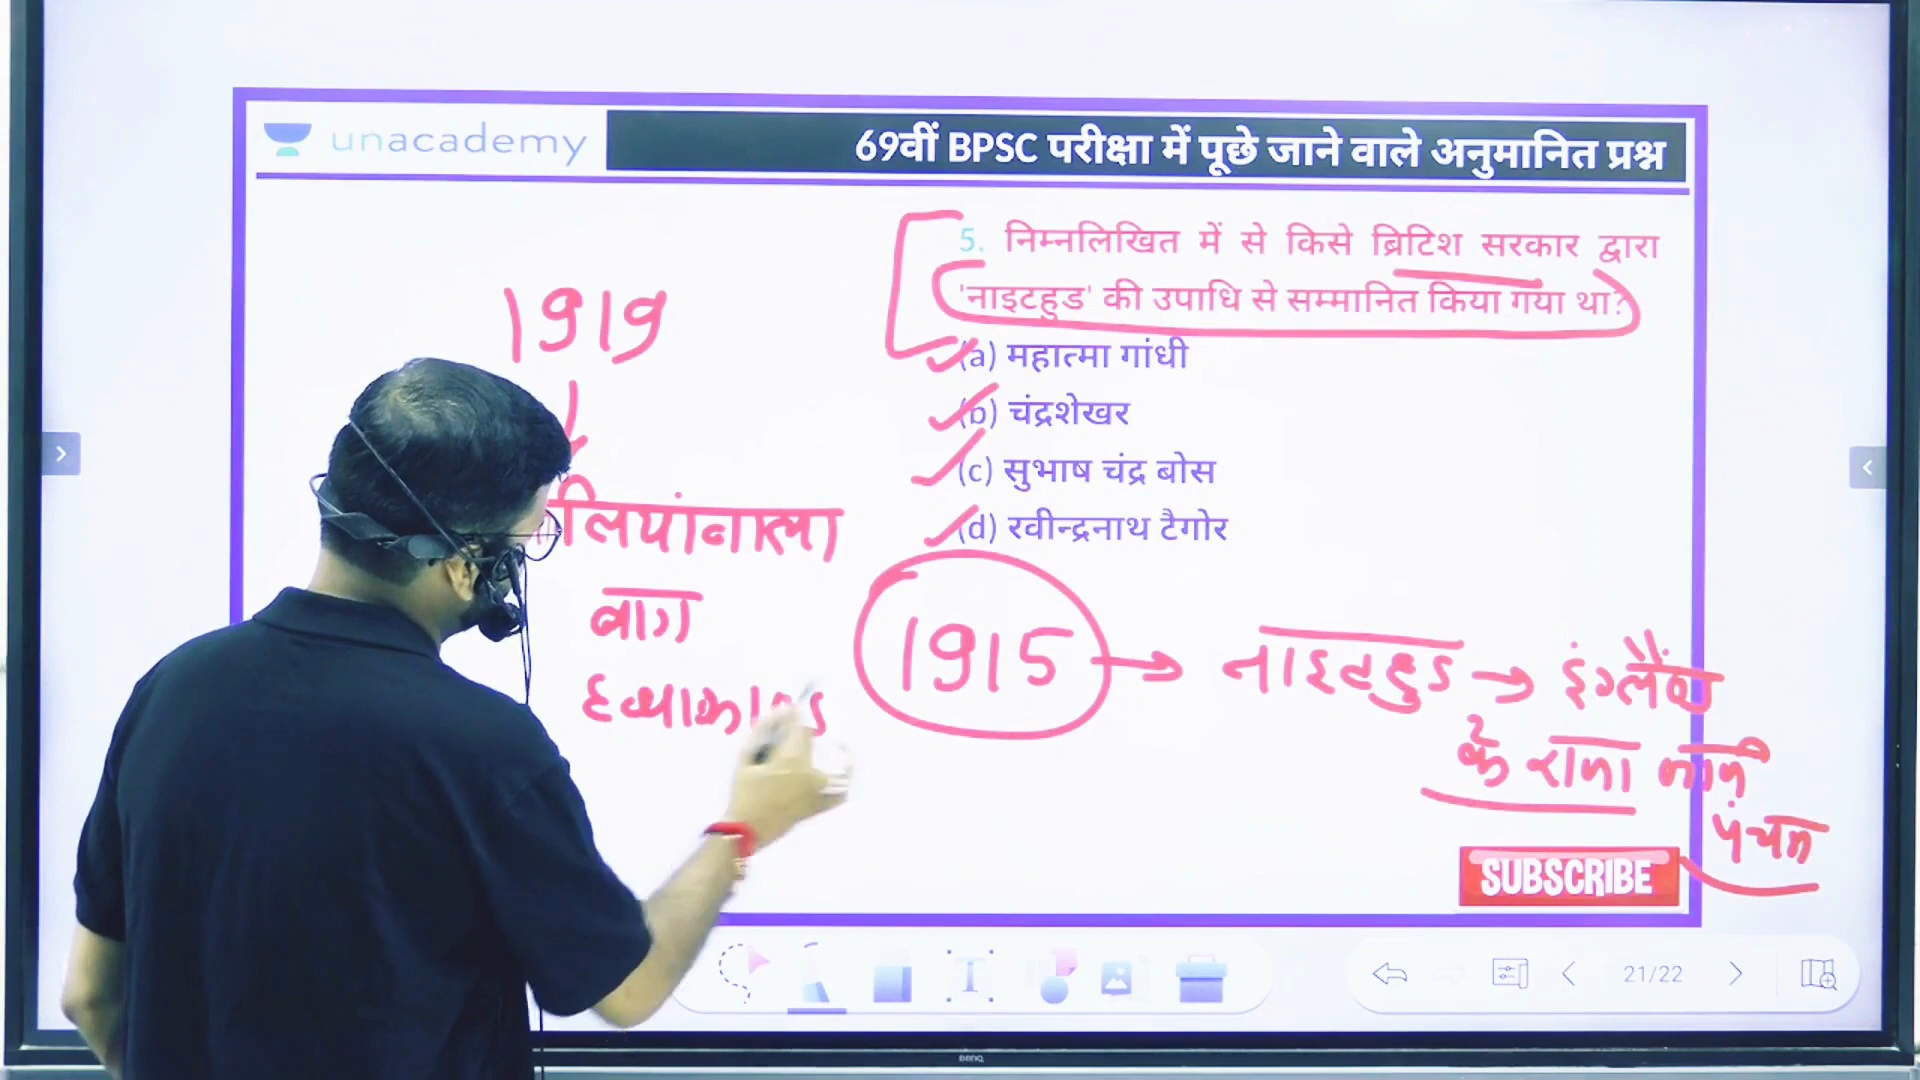 unacademy
69वीं BPSC परीक्षा में पूछे जाने वाले अनुमानित प्रश्न
5. निम्नलिखित में से किसे ब्रिटिश सरकार द्वारा
'नाइटहुड' की उपाधि से सम्मानित किया गया था?
(a) महात्मा गांधी
(b) चंद्रशेखर
(c) सुभाष चंद्र बोस
(d) रवीन्द्रनाथ टैगोर
1919
लियांवाला
बाग
1915 → नाइटहुड → इंग्लैंड
के राजा जार्ज
पंचम
SUBSCRIBE
21/22
BenQ